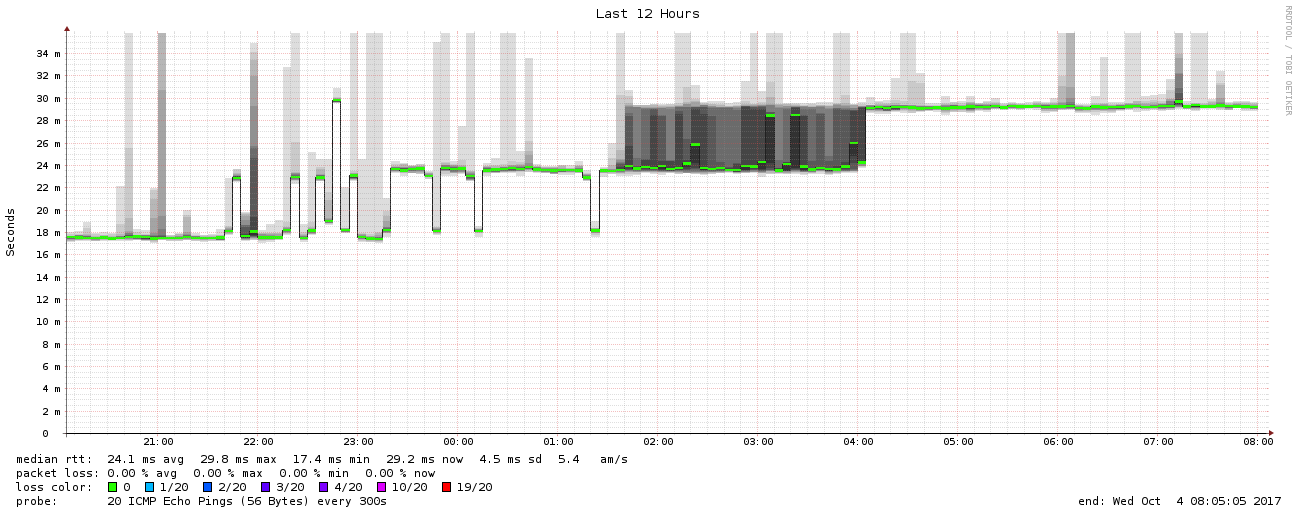 Last 12 Hours
RRDTOOL / TOBI OETIKER
Seconds
34 m
32 m
30 m
28 m
26 m
24 m
22 m
20 m
18 m
16 m
14 m
12 m
10 m
8 m
6 m
4 m
2 m
0
21:00 22:00 23:00 00:00 01:00 02:00 03:00 04:00 05:00 06:00 07:00 08:00
median rtt: 24.1 ms avg 29.8 ms max 17.4 ms min 29.2 ms now 4.5 ms sd 5.4 am/s
packet loss: 0.00 % avg 0.00 % max 0.00 % min 0.00 % now
loss color: 0 1/20 2/20 3/20 4/20 10/20 19/20
probe: 20 ICMP Echo Pings (56 Bytes) every 300s end: Wed Oct 4 08:05:05 2017